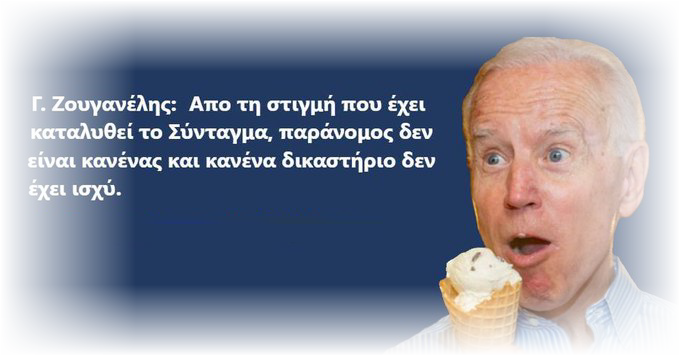 Γ. Ζουγανέλης: Απο τη στιγμή που έχει
καταλυθεί το Σύνταγμα, παράνομος δεν
είναι κανένας και κανένα δικαστήριο δεν
έχει ισχύ.